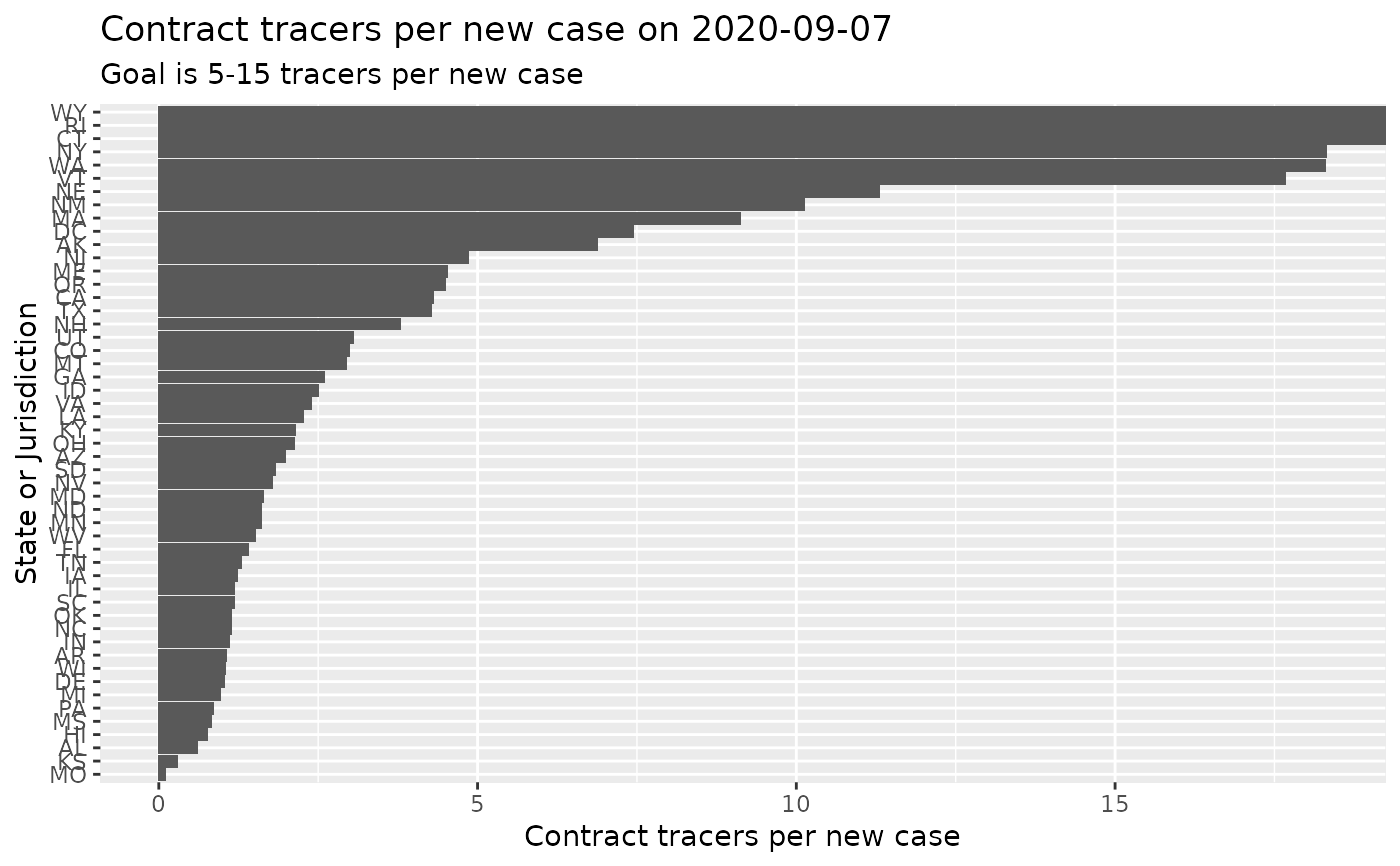 Contract tracers per new case on 2020-09-07
Goal is 5-15 tracers per new case
WY
RI
CT
NY
WA
VT
NE
NM
MA
DC
AK
NJ
ME
OR
CA
TX
NH
UT
CO
MT
GA
ID
VA
LA
KY
OH
AZ
SD
NV
MD
ND
MN
WV
FL
TN
IA
IL
SC
OK
NC
IN
AR
WI
DE
MI
PA
MS
HI
AL
KS
MO
State or Jurisdiction
0 5 10 15
Contract tracers per new case